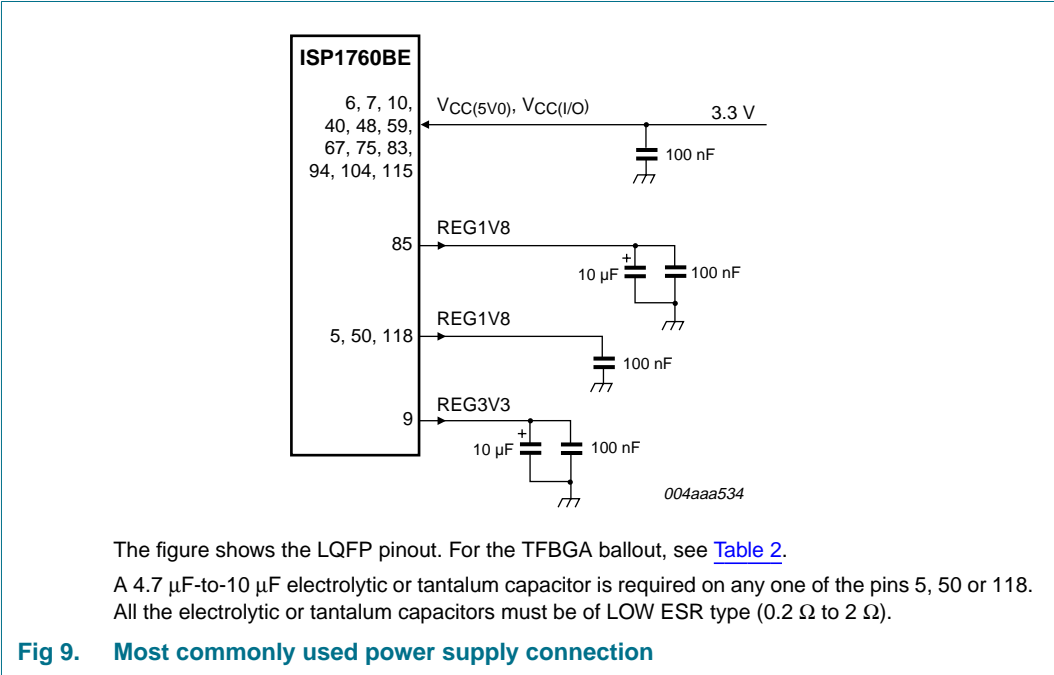 ISP1760BE
6, 7, 10,
40, 48, 59,
67, 75, 83,
94, 104, 115
VCC(5V0), VCC(I/O)
3.3 V
100 nF
85
REG1V8
+
10 µF
100 nF
5, 50, 118
REG1V8
100 nF
9
REG3V3
+
10 µF
100 nF
004aaa534
The figure shows the LQFP pinout. For the TFBGA ballout, see Table 2.
A 4.7 µF-to-10 µF electrolytic or tantalum capacitor is required on any one of the pins 5, 50 or 118.
All the electrolytic or tantalum capacitors must be of LOW ESR type (0.2 Ω to 2 Ω).
Fig 9. Most commonly used power supply connection